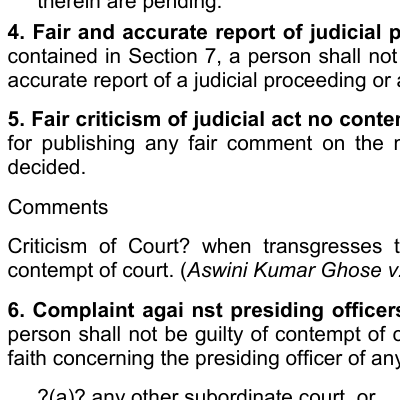 therein are pending.
4. Fair and accurate report of judicial p
contained in Section 7, a person shall not
accurate report of a judicial proceeding or a
5. Fair criticism of judicial act no conte
for publishing any fair comment on the
decided.
Comments
Criticism of Court? when transgresses t
contempt of court. (Aswini Kumar Ghose v.
6. Complaint agai nst presiding officers
person shall not be guilty of contempt of c
faith concerning the presiding officer of any
?(a)? any other subordinate court, or